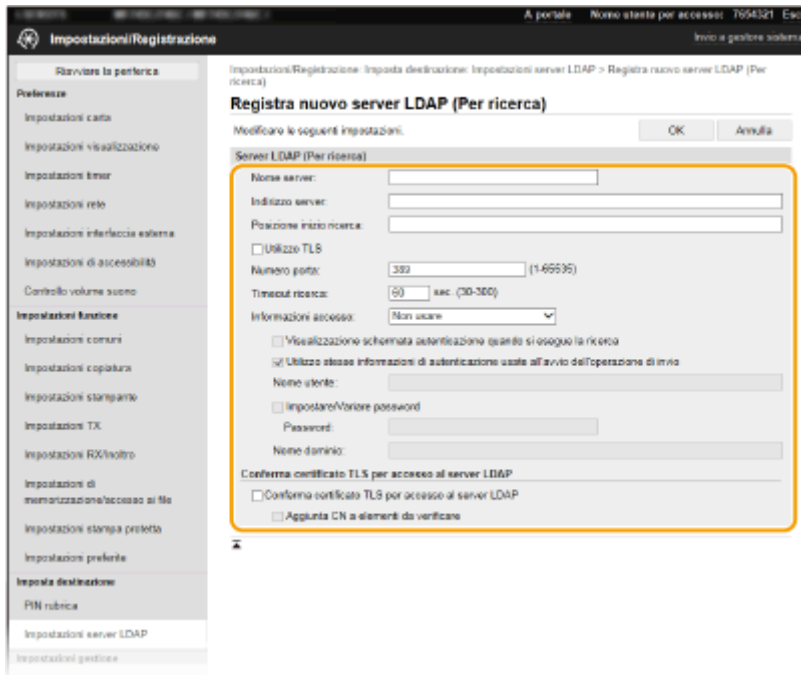 A portale Nome utente per accesso: 7654321 Esc
Impostazioni/Registrazione
Invio a gestore sistema
Riavviare la periferica
Preferenze
Impostazioni carta
Impostazioni visualizzazione
Impostazioni timer
Impostazioni rete
Impostazioni interfaccia esterna
Impostazioni di accessibilità
Controllo volume suono
Impostazioni funzione
Impostazioni comuni
Impostazioni copiatura
Impostazioni stampante
Impostazioni TX
Impostazioni RX/Inoltro
Impostazioni di
memorizzazione/accesso ai file
Impostazioni stampa protetta
Impostazioni preferite
Imposta destinazione
PIN rubrica
Impostazioni server LDAP
Impostazioni gestione
Impostazioni/Registrazione: Imposta destinazione: Impostazioni server LDAP > Registra nuovo server LDAP (Per
ricerca)
Registra nuovo server LDAP (Per ricerca)
Modificare le seguenti impostazioni.
OK Annulla
Server LDAP (Per ricerca)
Nome server:
Indirizzo server:
Posizione inizio ricerca:
Utilizzo TLS
Numero porta: 389 (1-65535)
Timeout ricerca: 60 sec. (30-300)
Informazioni accesso: Non usare
Visualizzazione schermata autenticazione quando si esegue la ricerca
Utilizzo stesse informazioni di autenticazione usate all'avvio dell'operazione di invio
Nome utente:
Impostare/Variare password
Password:
Nome dominio:
Conferma certificato TLS per accesso al server LDAP
Conferma certificato TLS per accesso al server LDAP
Aggiunta CN a elementi da verificare